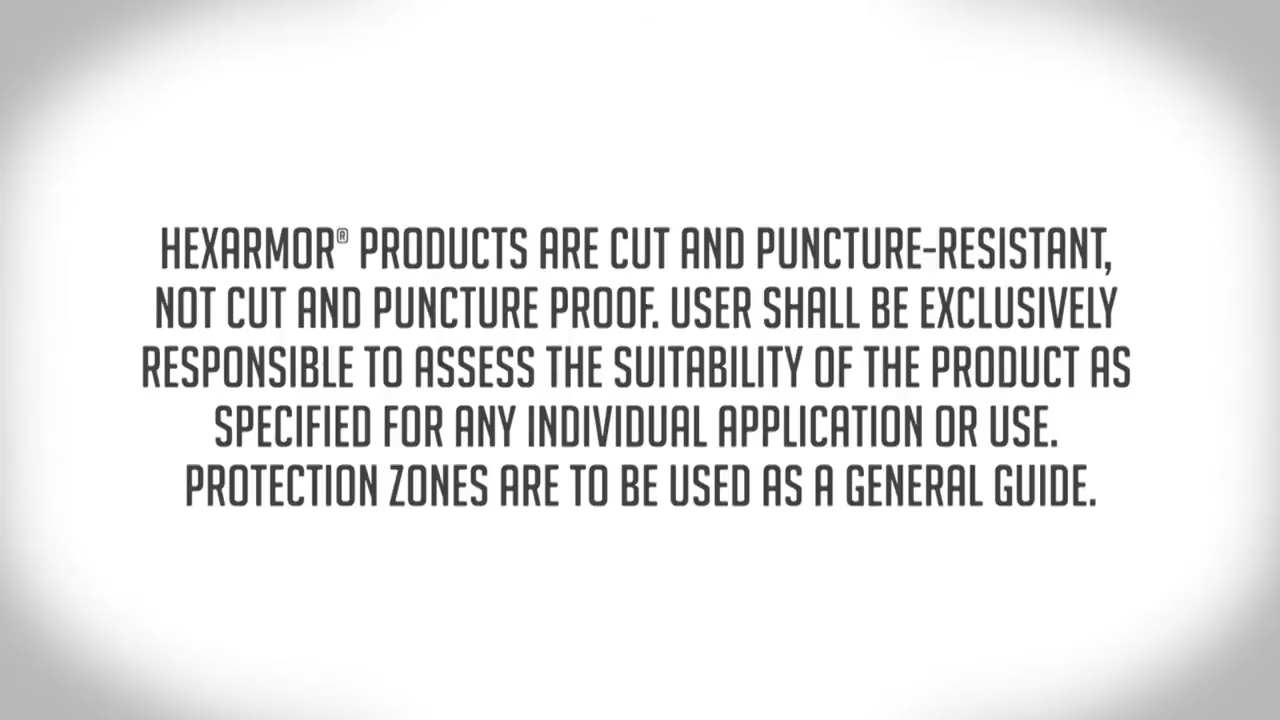 HEXARMOR® PRODUCTS ARE CUT AND PUNCTURE-RESISTANT,
NOT CUT AND PUNCTURE PROOF. USER SHALL BE EXCLUSIVELY
RESPONSIBLE TO ASSESS THE SUITABILITY OF THE PRODUCT AS
SPECIFIED FOR ANY INDIVIDUAL APPLICATION OR USE.
PROTECTION ZONES ARE TO BE USED AS A GENERAL GUIDE.